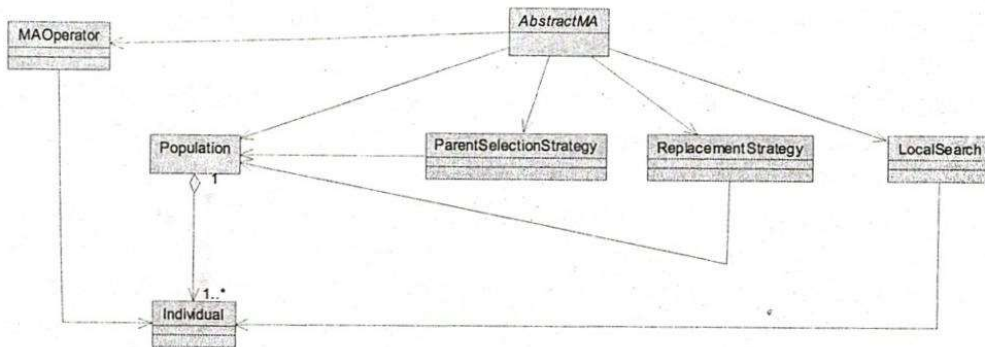 AbstractMA
MAOperator
Population
ParentSelectionStrategy
ReplacementStrategy
LocalSearch
1
1..*
Individual